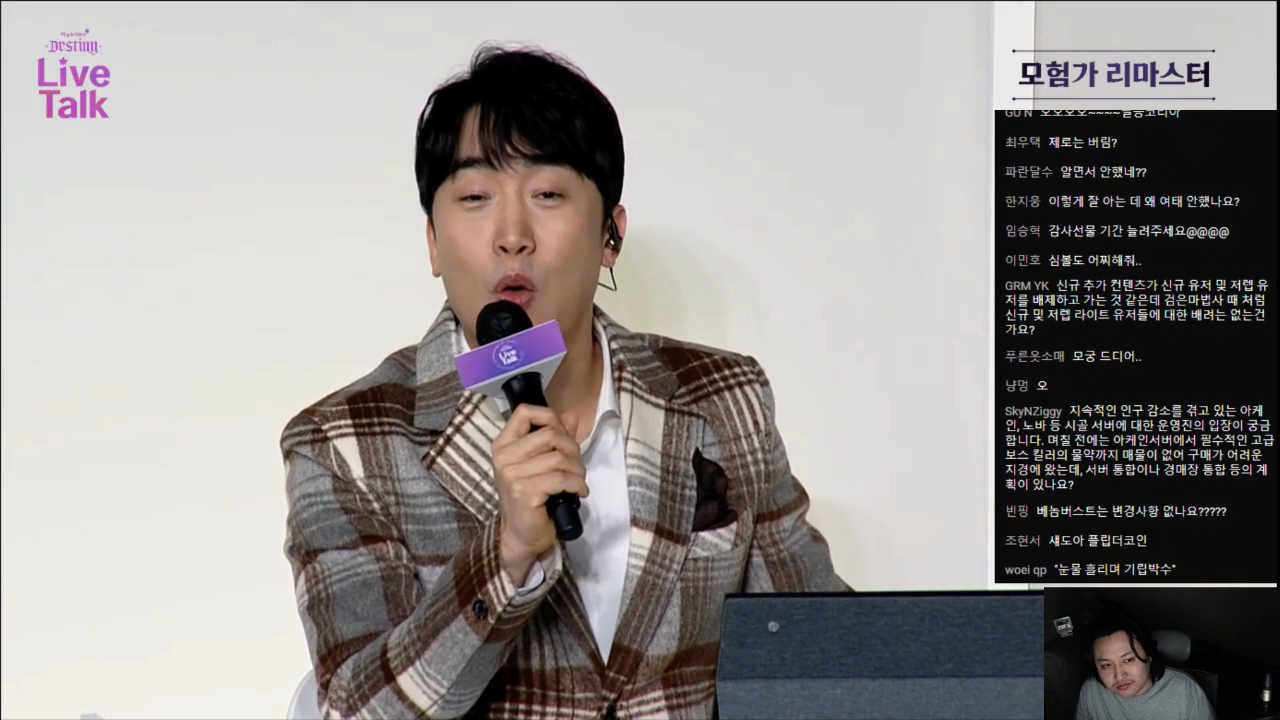 MapleStory
DESTINY
Live
Talk
모험가 리마스터
최우택 제로는 버림?
파란달수 알면서 안했네??
한지웅 이렇게 잘 아는 데 왜 여태 안했나요?
임승혁 감사선물 기간 늘려주세요@@@@
이민호 심볼도 어찌해줘..
GRM YK 신규 추가 컨텐츠가 신규 유저 및 저렙 유
저를 배제하고 가는 것 같은데 검은마법사 때 처럼
신규 및 저렙 라이트 유저들에 대한 배려는 없는건
가요?
푸른옷소매 모궁 드디어..
냥멍 오
SkyNZiggy 지속적인 인구 감소를 겪고 있는 아케
인, 노바 등 시골 서버에 대한 운영진의 입장이 궁금
합니다. 며칠 전에는 아케인서버에서 필수적인 고급
보스 킬러의 물약까지 매물이 없어 구매가 어려운
지경에 왔는데, 서버 통합이나 경매장 통합 등의 계
획이 있나요?
빈핑 베놈버스트는 변경사항 없나요?????
조현서 섀도아 플립더코인
woei qp "눈물 흘리며 기립박수"
Live
Talk